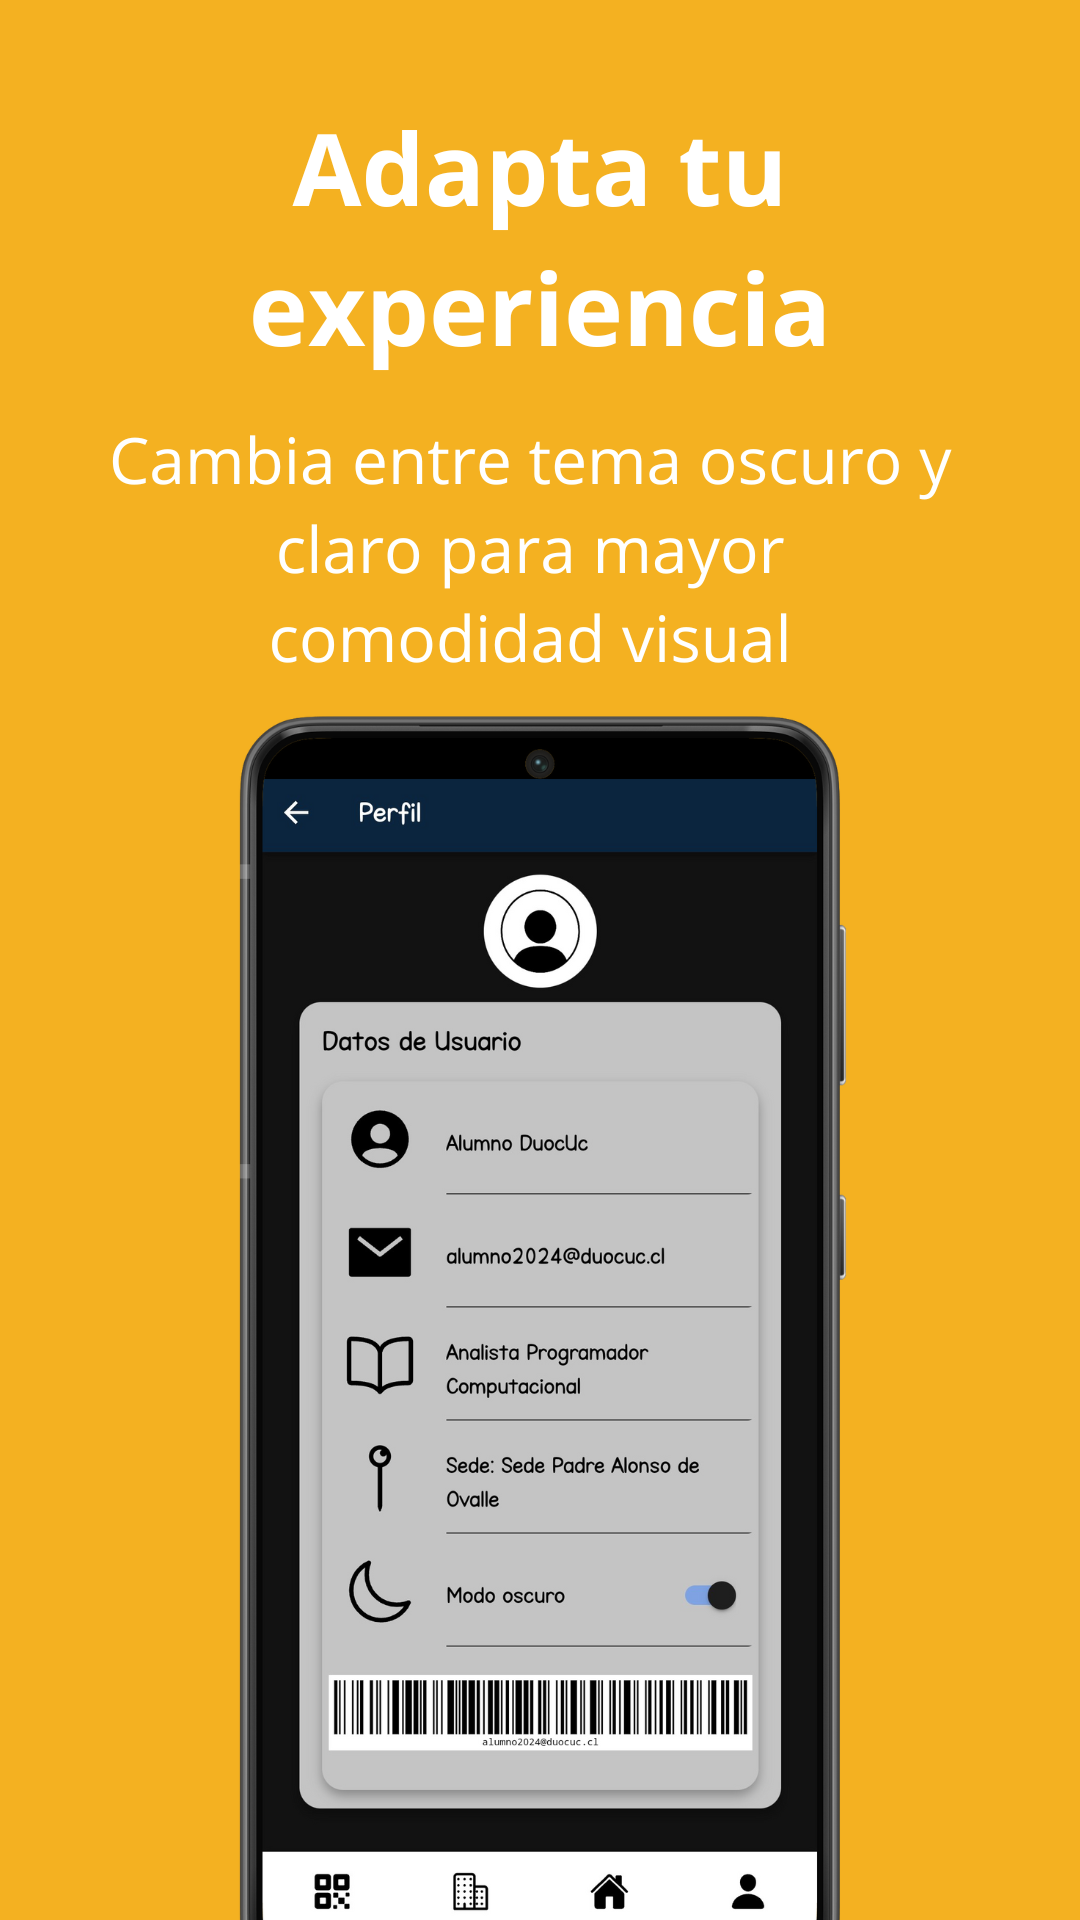 Adapta tu
experiencia
Cambia entre tema oscuro y
claro para mayor
comodidad visual
Perfil
Datos de Usuario
Alumno DuocUc
alumno2024@duocuc.cl
Analista Programador
Computacional
Sede: Sede Padre Alonso de
Ovalle
Modo oscuro
alumno2024@duocuc.cl